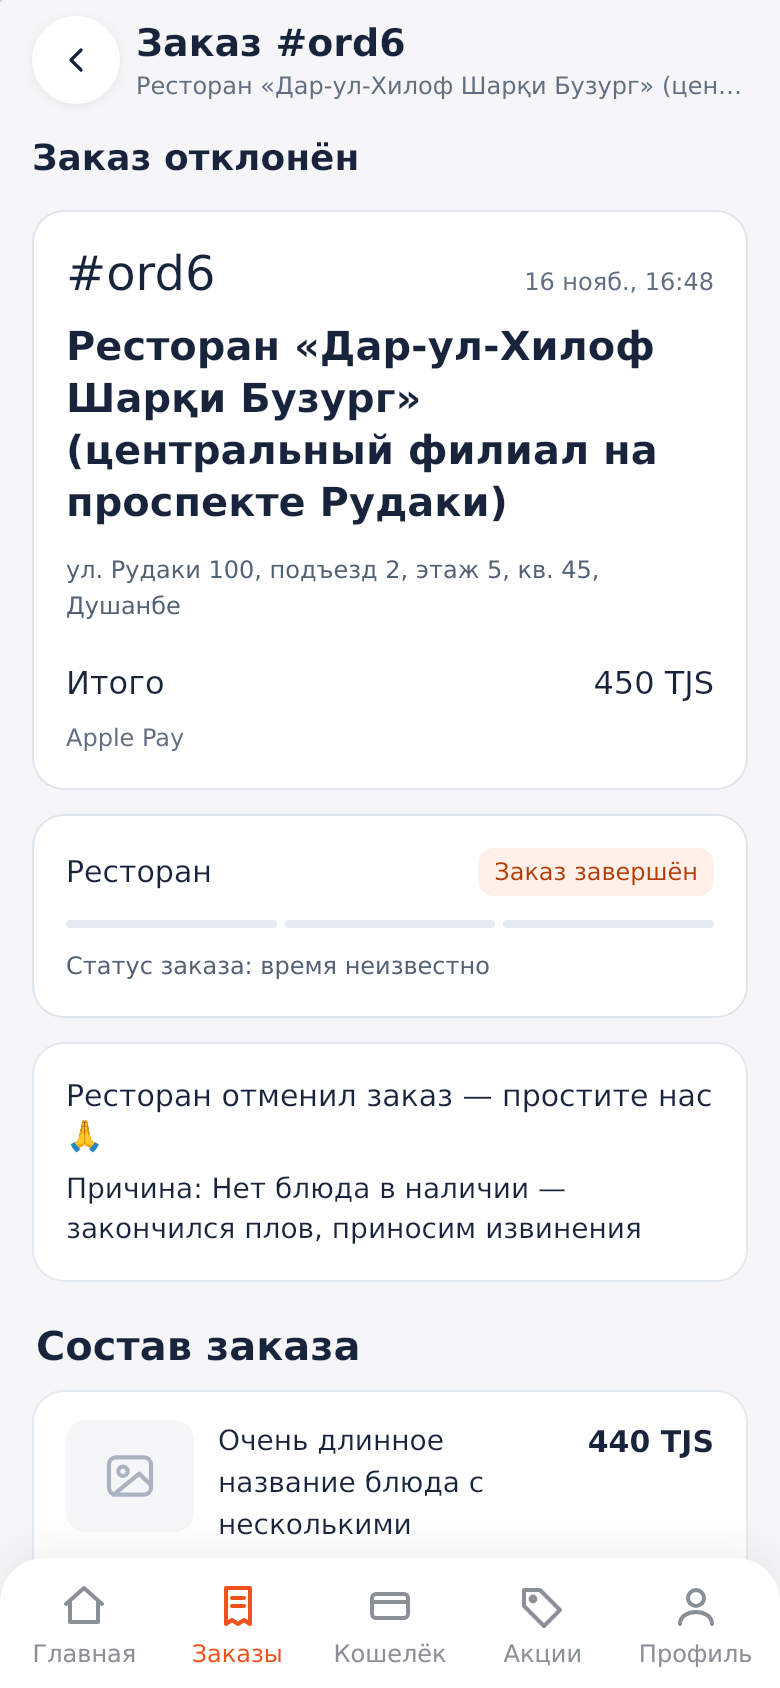 Заказ #ord6
Ресторан «Дар-ул-Хилоф Шарқи Бузург» (цен...
Заказ отклонён
#ord6
16 нояб., 16:48
Ресторан «Дар-ул-Хилоф
Шарқи Бузург»
(центральный филиал на
проспекте Рудаки)
ул. Рудаки 100, подъезд 2, этаж 5, кв. 45,
Душанбе
Итого
450 TJS
Apple Pay
Ресторан
Заказ завершён
Статус заказа: время неизвестно
Ресторан отменил заказ — простите нас
🙏
Причина: Нет блюда в наличии —
закончился плов, приносим извинения
Состав заказа
Очень длинное
название блюда с
несколькими
440 TJS
Главная
Заказы
Кошелёк
Акции
Профиль